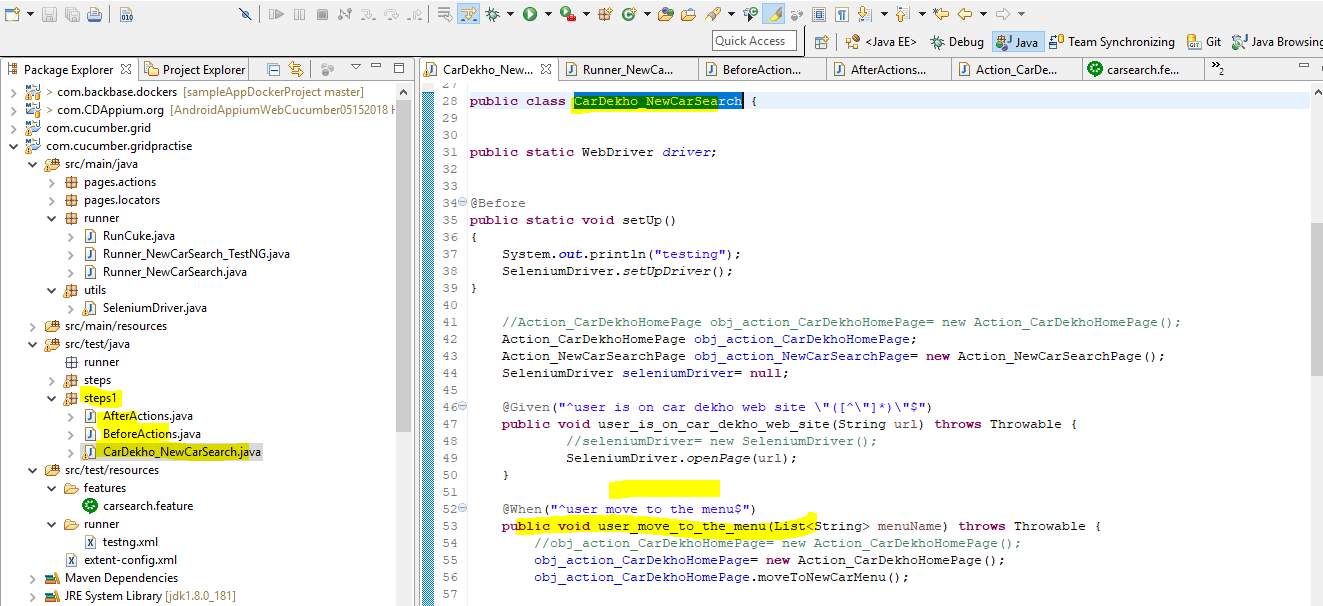 010
Quick Access
<Java EE>
Debug
Java
Team Synchronizing
Git
Java Browsing
Package Explorer
Project Explorer
CarDekho_New...
Runner_NewCa...
BeforeAction...
AfterActions...
Action_CarDe...
carsearch.fe...
»2
> com.backbase.dockers [sampleAppDockerProject master]
> com.CDAppium.org [AndroidAppiumWebCucumber05152018 H
com.cucumber.grid
com.cucumber.gridpractise
src/main/java
pages.actions
pages.locators
runner
RunCuke.java
Runner_NewCarSearch_TestNG.java
Runner_NewCarSearch.java
utils
SeleniumDriver.java
src/main/resources
src/test/java
runner
steps
steps1
AfterActions.java
BeforeActions.java
CarDekho_NewCarSearch.java
src/test/resources
features
carsearch.feature
runner
testng.xml
extent-config.xml
Maven Dependencies
JRE System Library [jdk1.8.0_181]
27
28 public class CarDekho_NewCarSearch {
29
30
31 public static WebDriver driver;
32
33
34 @Before
35 public static void setUp()
36 {
37 System.out.println("testing");
38 SeleniumDriver.setUpDriver();
39 }
40
41 //Action_CarDekhoHomePage obj_action_CarDekhoHomePage= new Action_CarDekhoHomePage();
42 Action_CarDekhoHomePage obj_action_CarDekhoHomePage;
43 Action_NewCarSearchPage obj_action_NewCarSearchPage= new Action_NewCarSearchPage();
44 SeleniumDriver seleniumDriver= null;
45
46 @Given("^user is on car dekho web site \"([^\"]*)\"$")
47 public void user_is_on_car_dekho_web_site(String url) throws Throwable {
48 //seleniumDriver= new SeleniumDriver();
49 SeleniumDriver.openPage(url);
50 }
51
52 @When("^user move to the menu$")
53 public void user_move_to_the_menu(List<String> menuName) throws Throwable {
54 //obj_action_CarDekhoHomePage= new Action_CarDekhoHomePage();
55 obj_action_CarDekhoHomePage= new Action_CarDekhoHomePage();
56 obj_action_CarDekhoHomePage.moveToNewCarMenu();
57